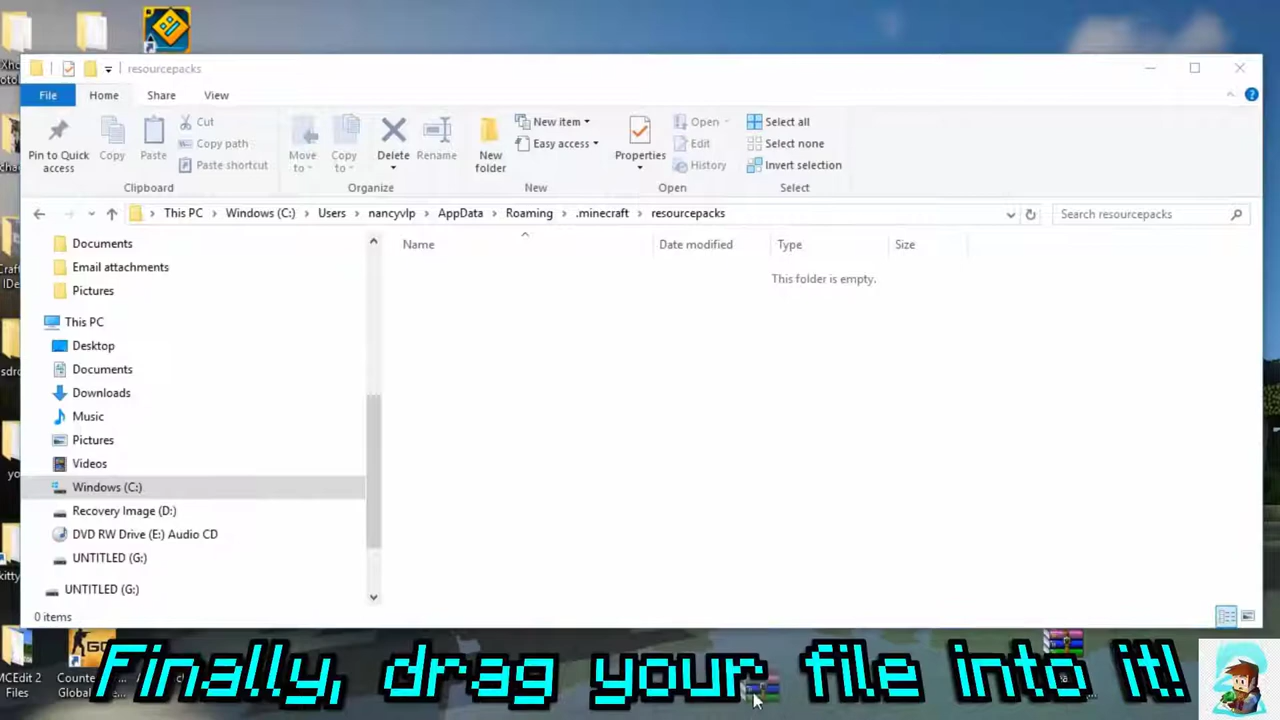 resourcepacks
File Home Share View
Pin to Quick access
Copy
Paste
Cut
Copy path
Paste shortcut
Clipboard
Move to
Copy to
Delete
Rename
Organize
New folder
New item
Easy access
New
Properties
Open
Edit
History
Open
Select all
Select none
Invert selection
Select
This PC Windows (C:) Users nancyvlp AppData Roaming .minecraft resourcepacks
Search resourcepacks
Name Date modified Type Size
This folder is empty.
Documents
Email attachments
Pictures
This PC
Desktop
Documents
Downloads
Music
Pictures
Videos
Windows (C:)
Recovery Image (D:)
DVD RW Drive (E:) Audio CD
UNTITLED (G:)
UNTITLED (G:)
0 items
kitty
MCEdit 2 Files
Counte...
Global
Finally, drag your file into it!